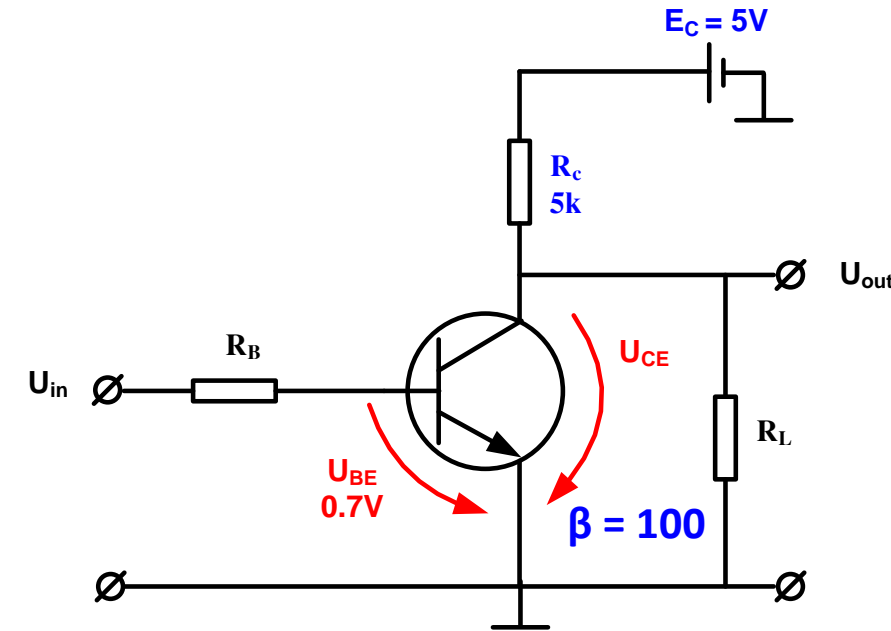 E_C = 5V
R_c
5k
U_out
R_B
U_CE
U_in
R_L
U_BE
0.7V
β = 100